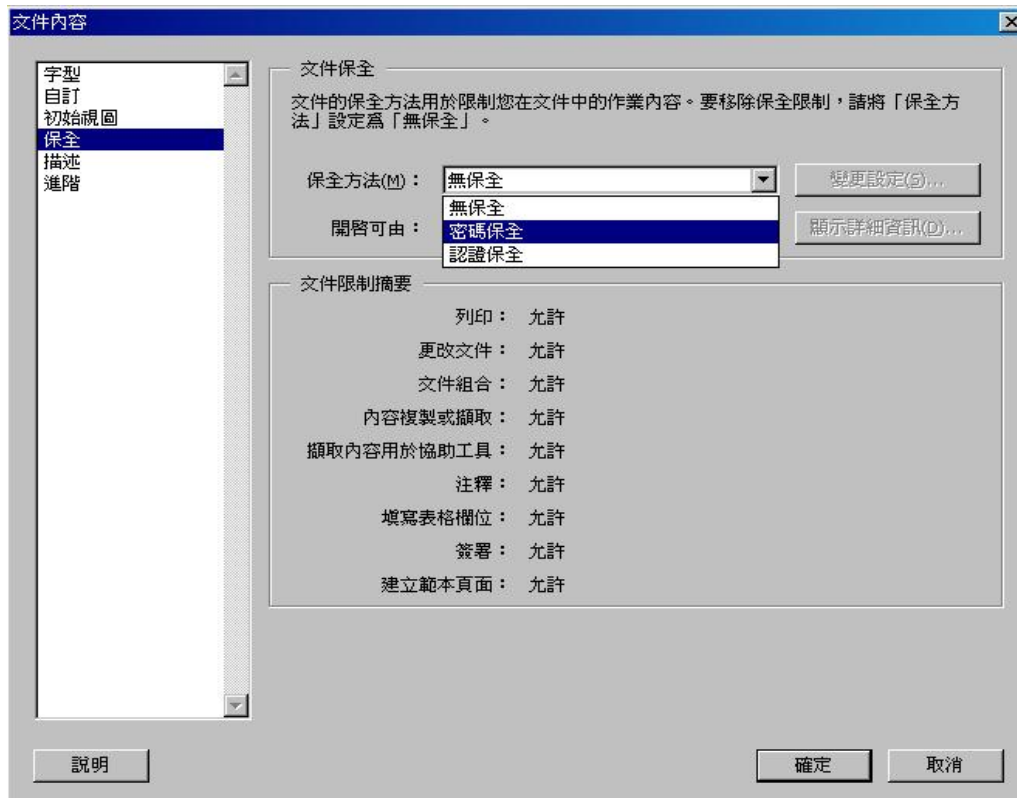 文件內容
字型
自訂
初始視圖
保全
描述
進階
文件保全
文件的保全方法用於限制您在文件中的作業內容。要移除保全限制，請將「保全方
法」設定為「無保全」。
保全方法(M)： 無保全 變更設定(S)...
無保全
開啓可由： 密碼保全 顯示詳細資訊(D)...
認證保全
文件限制摘要
列印： 允許
更改文件： 允許
文件組合： 允許
內容複製或擷取： 允許
擷取內容用於協助工具： 允許
注釋： 允許
填寫表格欄位： 允許
簽署： 允許
建立範本頁面： 允許
說明 確定 取消